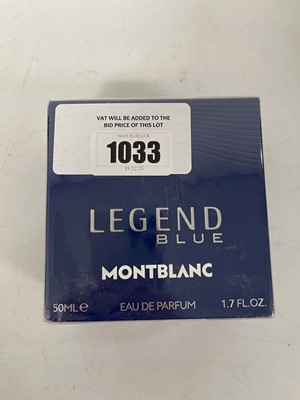 VAT WILL BE ADDED TO THE
BID PRICE OF THIS LOT
1033
LEGEND
BLUE
MONTBLANC
50ML e EAU DE PARFUM 1.7 FL.OZ.